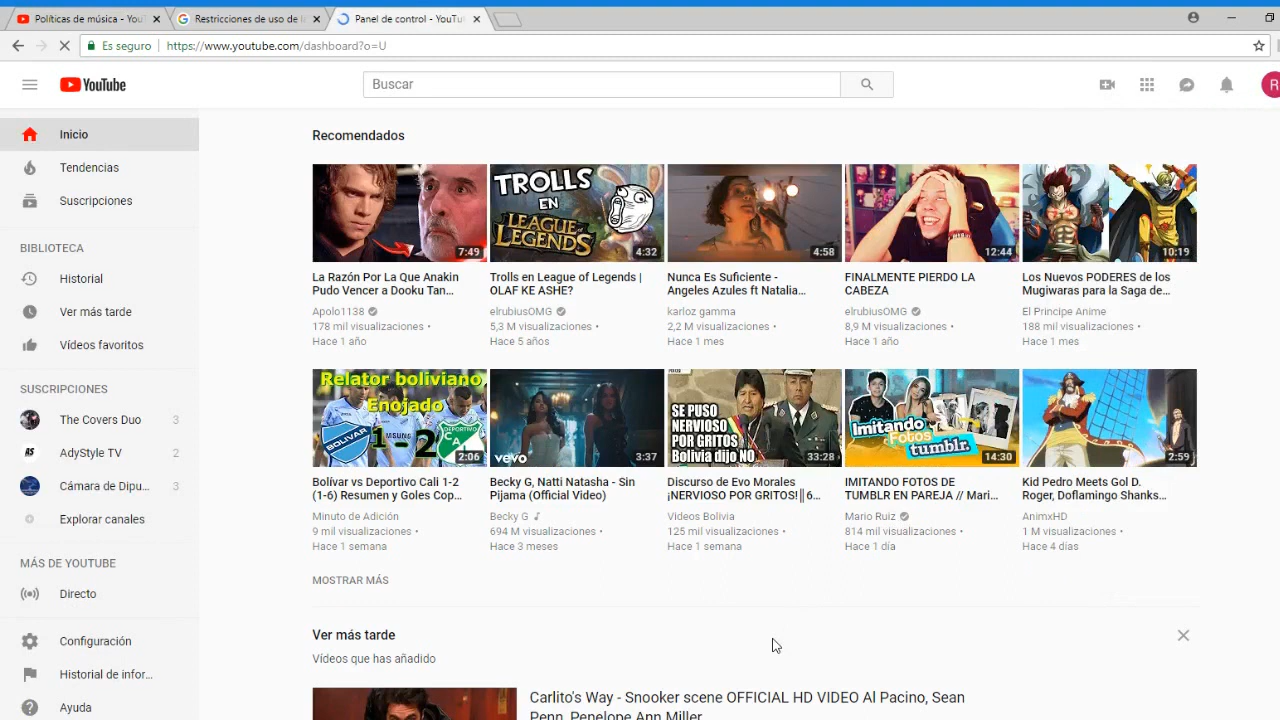 Políticas de música - You
Restricciones de uso de l
Panel de control - YouTu
Es seguro
https://www.youtube.com/dashboard?o=U
YouTube
Buscar
R
Inicio
Tendencias
Suscripciones
BIBLIOTECA
Historial
Ver más tarde
Vídeos favoritos
SUSCRIPCIONES
The Covers Duo 3
AdyStyle TV 2
Cámara de Dipu... 3
Explorar canales
MÁS DE YOUTUBE
Directo
Configuración
Historial de infor...
Ayuda
Recomendados
7:49
La Razón Por La Que Anakin
Pudo Vencer a Dooku Tan...
Apolo1138
178 mil visualizaciones •
Hace 1 año
TROLLS
EN
LEAGUE of
LEGENDS
4:32
Trolls en League of Legends |
OLAF KE ASHE?
elrubiusOMG
5,3 M visualizaciones •
Hace 5 años
4:58
Nunca Es Suficiente -
Angeles Azules ft Natalia...
karloz gamma
2,2 M visualizaciones •
Hace 1 mes
12:44
FINALMENTE PIERDO LA
CABEZA
elrubiusOMG
8,9 M visualizaciones •
Hace 1 año
10:19
Los Nuevos PODERES de los
Mugiwaras para la Saga de...
El Principe Anime
188 mil visualizaciones •
Hace 1 mes
Relator boliviano
Enojado
BOLIVAR
1-2
SAMSUNG
DEPORTIVO
CA
2:06
Bolívar vs Deportivo Cali 1-2
(1-6) Resumen y Goles Cop...
Minuto de Adición
9 mil visualizaciones •
Hace 1 semana
vevo
3:37
Becky G, Natti Natasha - Sin
Pijama (Official Video)
Becky G
694 M visualizaciones •
Hace 3 meses
SE PUSO
NERVIOSO
POR GRITOS
Bolivia dijo NO
33:28
Discurso de Evo Morales
¡NERVIOSO POR GRITOS!║6...
Videos Bolivia
125 mil visualizaciones •
Hace 1 semana
Imitando
Fotos
tumblr.
14:30
IMITANDO FOTOS DE
TUMBLR EN PAREJA // Mari...
Mario Ruiz
814 mil visualizaciones •
Hace 1 día
2:59
Kid Pedro Meets Gol D.
Roger, Doflamingo Shanks...
AnimxHD
1 M visualizaciones •
Hace 4 días
MOSTRAR MÁS
Ver más tarde
Vídeos que has añadido
Carlito's Way - Snooker scene OFFICIAL HD VIDEO Al Pacino, Sean
Penn, Penelope Ann Miller